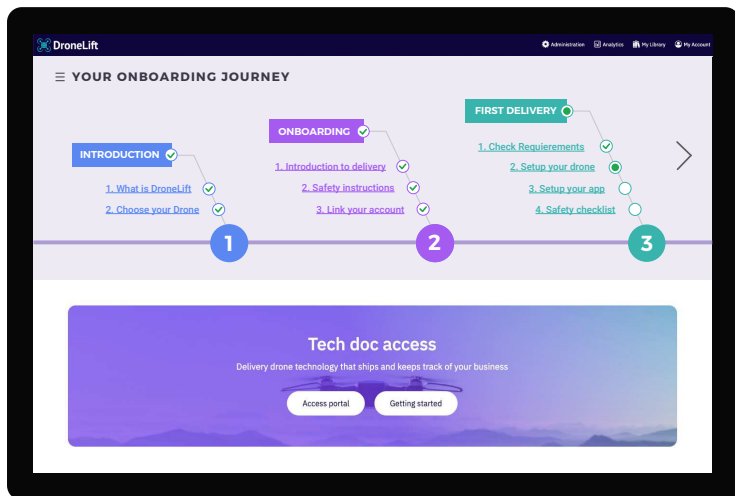 DroneLift
Administration
Analytics
My Library
My Account
☰ YOUR ONBOARDING JOURNEY
INTRODUCTION
1. What is DroneLift
2. Choose your Drone
1
ONBOARDING
1. Introduction to delivery
2. Safety instructions
3. Link your account
2
FIRST DELIVERY
1. Check Requierements
2. Setup your drone
3. Setup your app
4. Safety checklist
3
Tech doc access
Delivery drone technology that ships and keeps track of your business
Access portal
Getting started